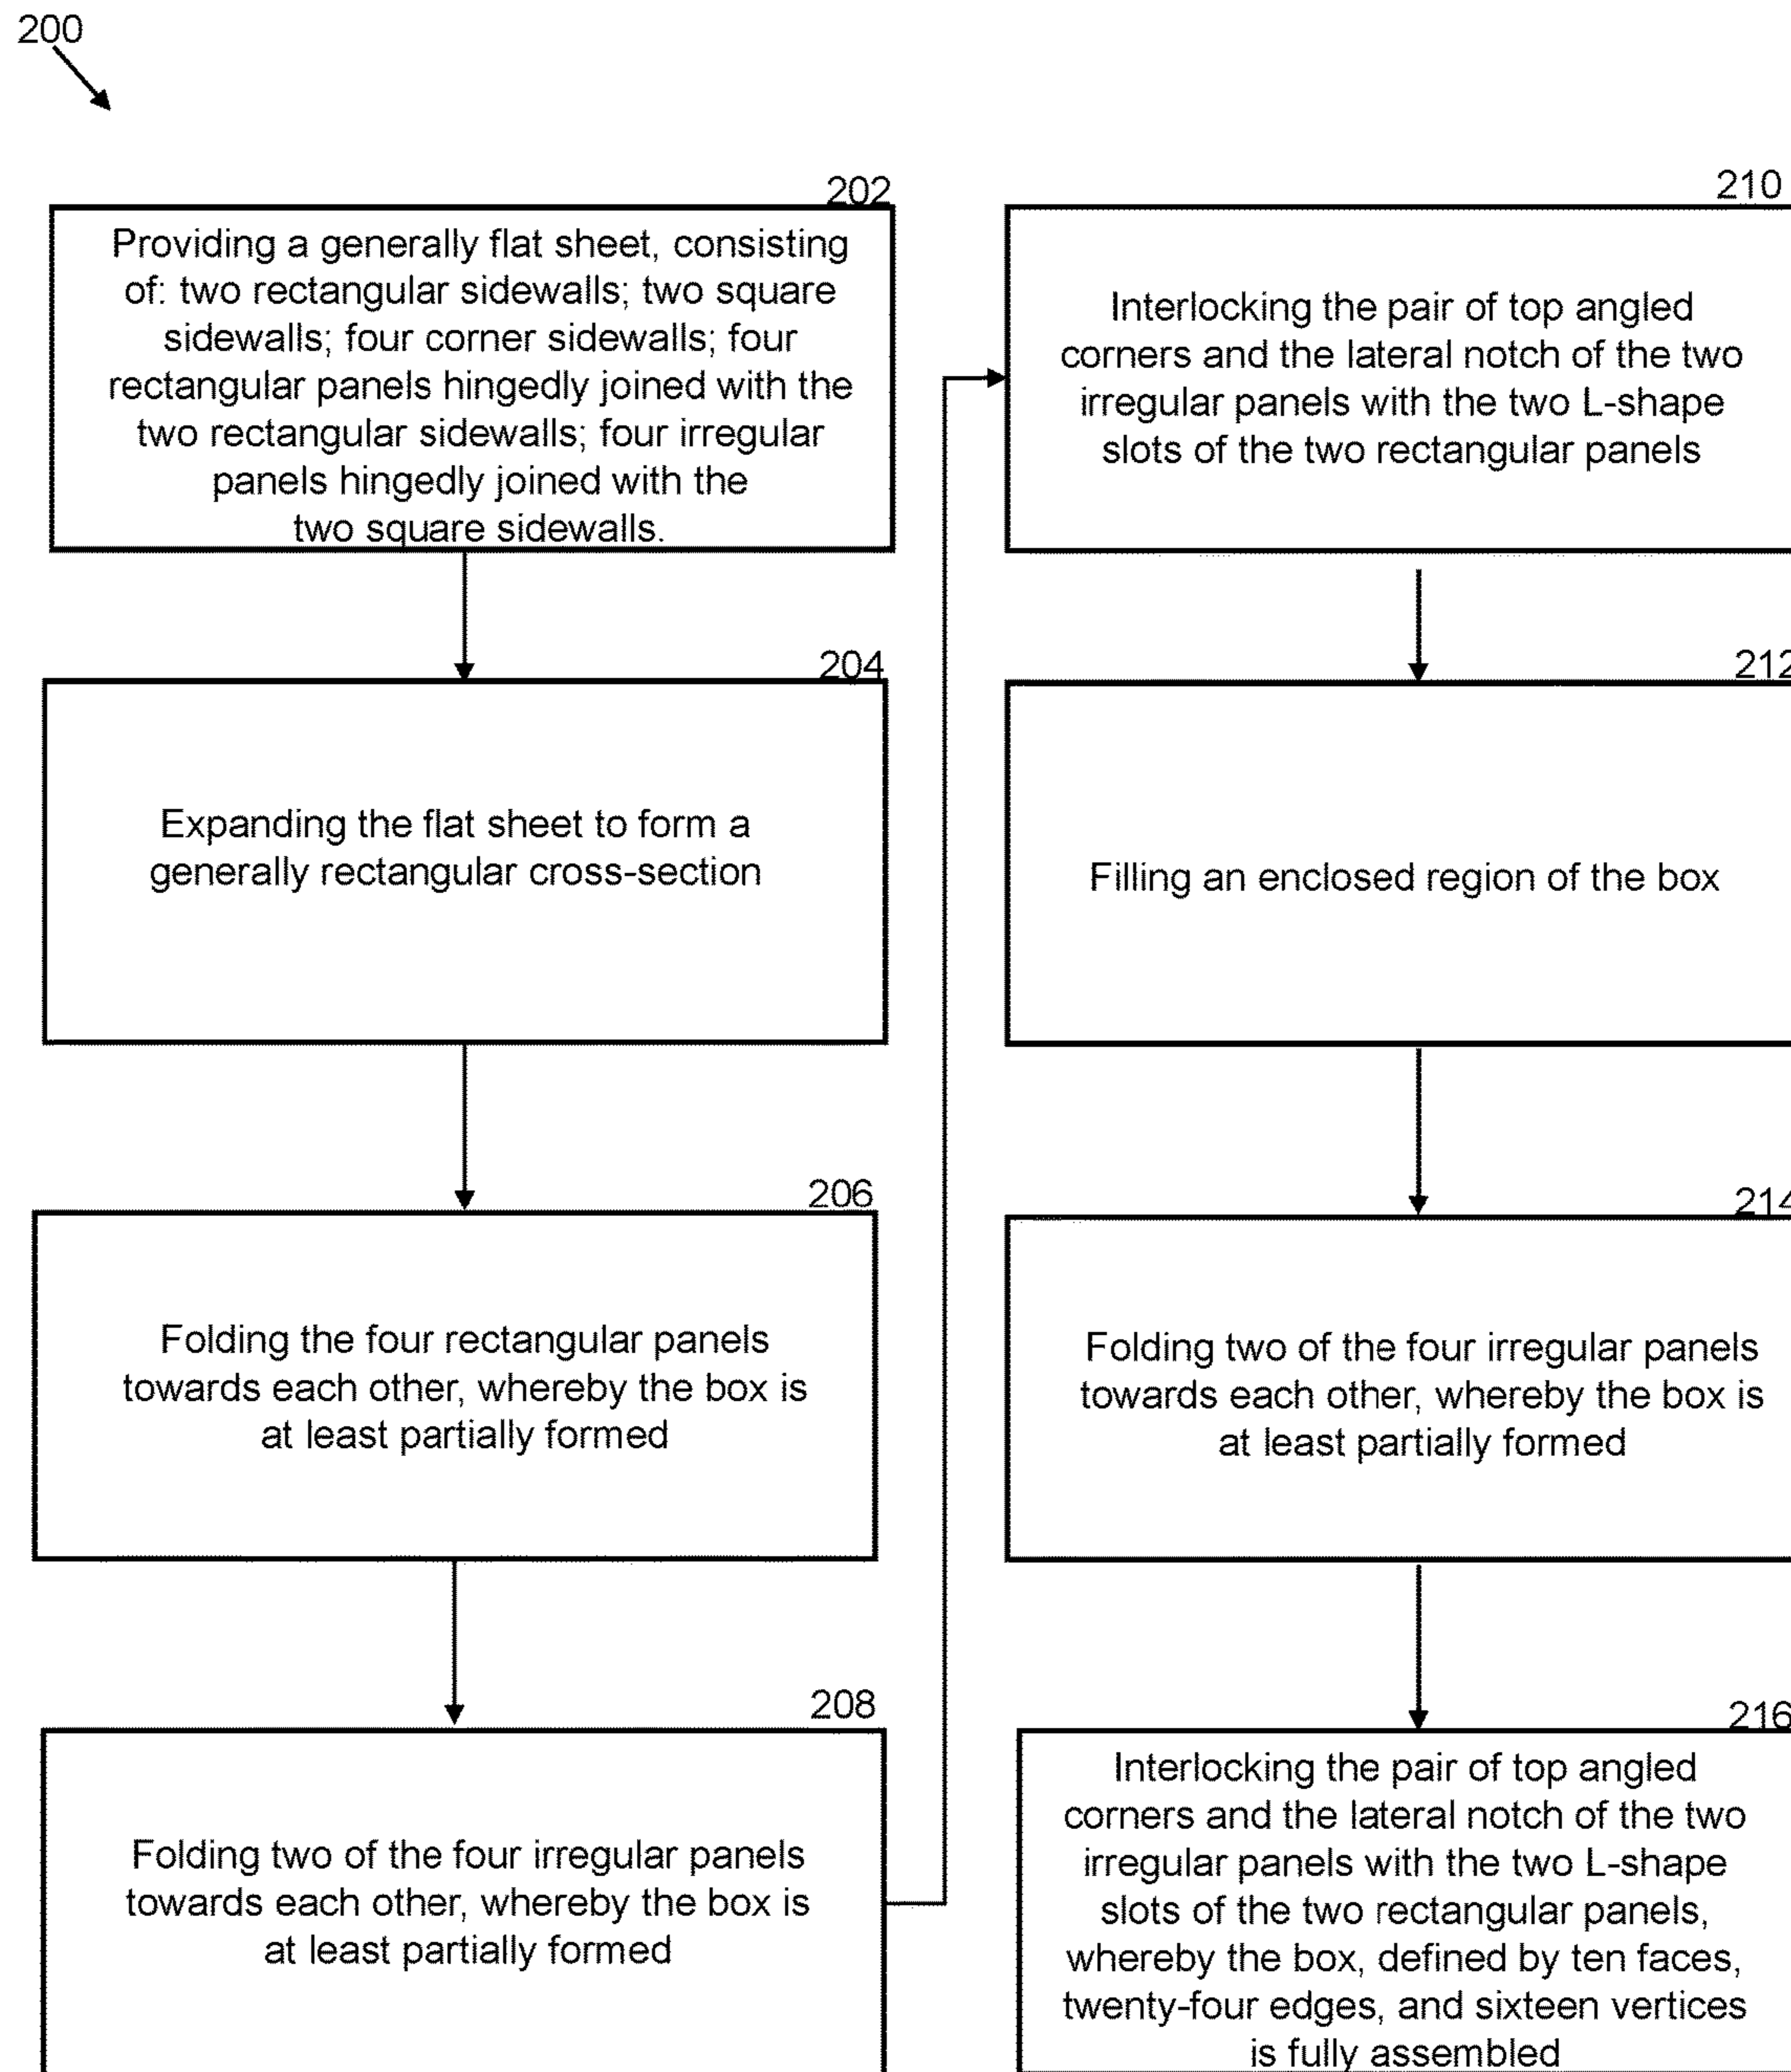 200
202
Providing a generally flat sheet, consisting
of: two rectangular sidewalls; two square
sidewalls; four corner sidewalls; four
rectangular panels hingedly joined with the
two rectangular sidewalls; four irregular
panels hingedly joined with the
two square sidewalls.
204
Expanding the flat sheet to form a
generally rectangular cross-section
206
Folding the four rectangular panels
towards each other, whereby the box is
at least partially formed
208
Folding two of the four irregular panels
towards each other, whereby the box is
at least partially formed
210
Interlocking the pair of top angled
corners and the lateral notch of the two
irregular panels with the two L-shape
slots of the two rectangular panels
212
Filling an enclosed region of the box
214
Folding two of the four irregular panels
towards each other, whereby the box is
at least partially formed
216
Interlocking the pair of top angled
corners and the lateral notch of the two
irregular panels with the two L-shape
slots of the two rectangular panels,
whereby the box, defined by ten faces,
twenty-four edges, and sixteen vertices
is fully assembled